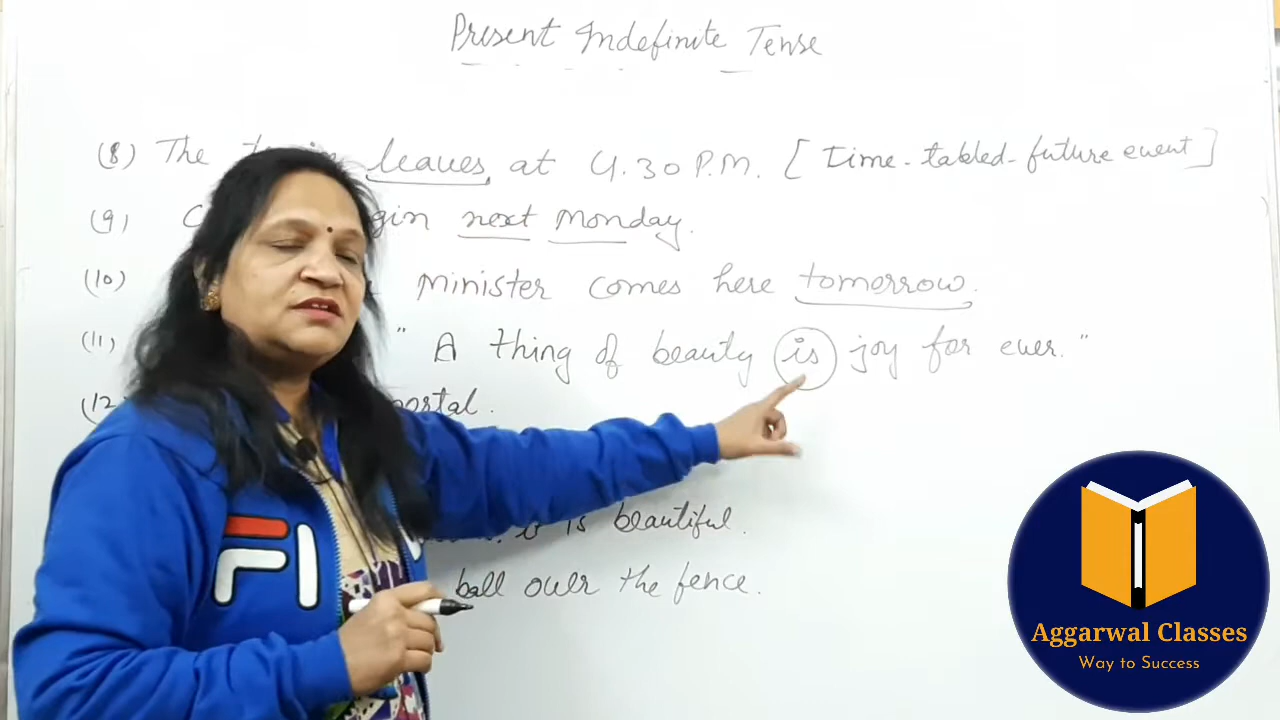 Present Indefinite Tense
(8) The train leaves at 4.30 P.M. [Time-tabled-future event]
(9) next Monday.
(10) minister comes here tomorrow.
(11) " A thing of beauty is joy for ever."
(12)
is beautiful.
ball over the fence.
FI
Aggarwal Classes
Way to Success